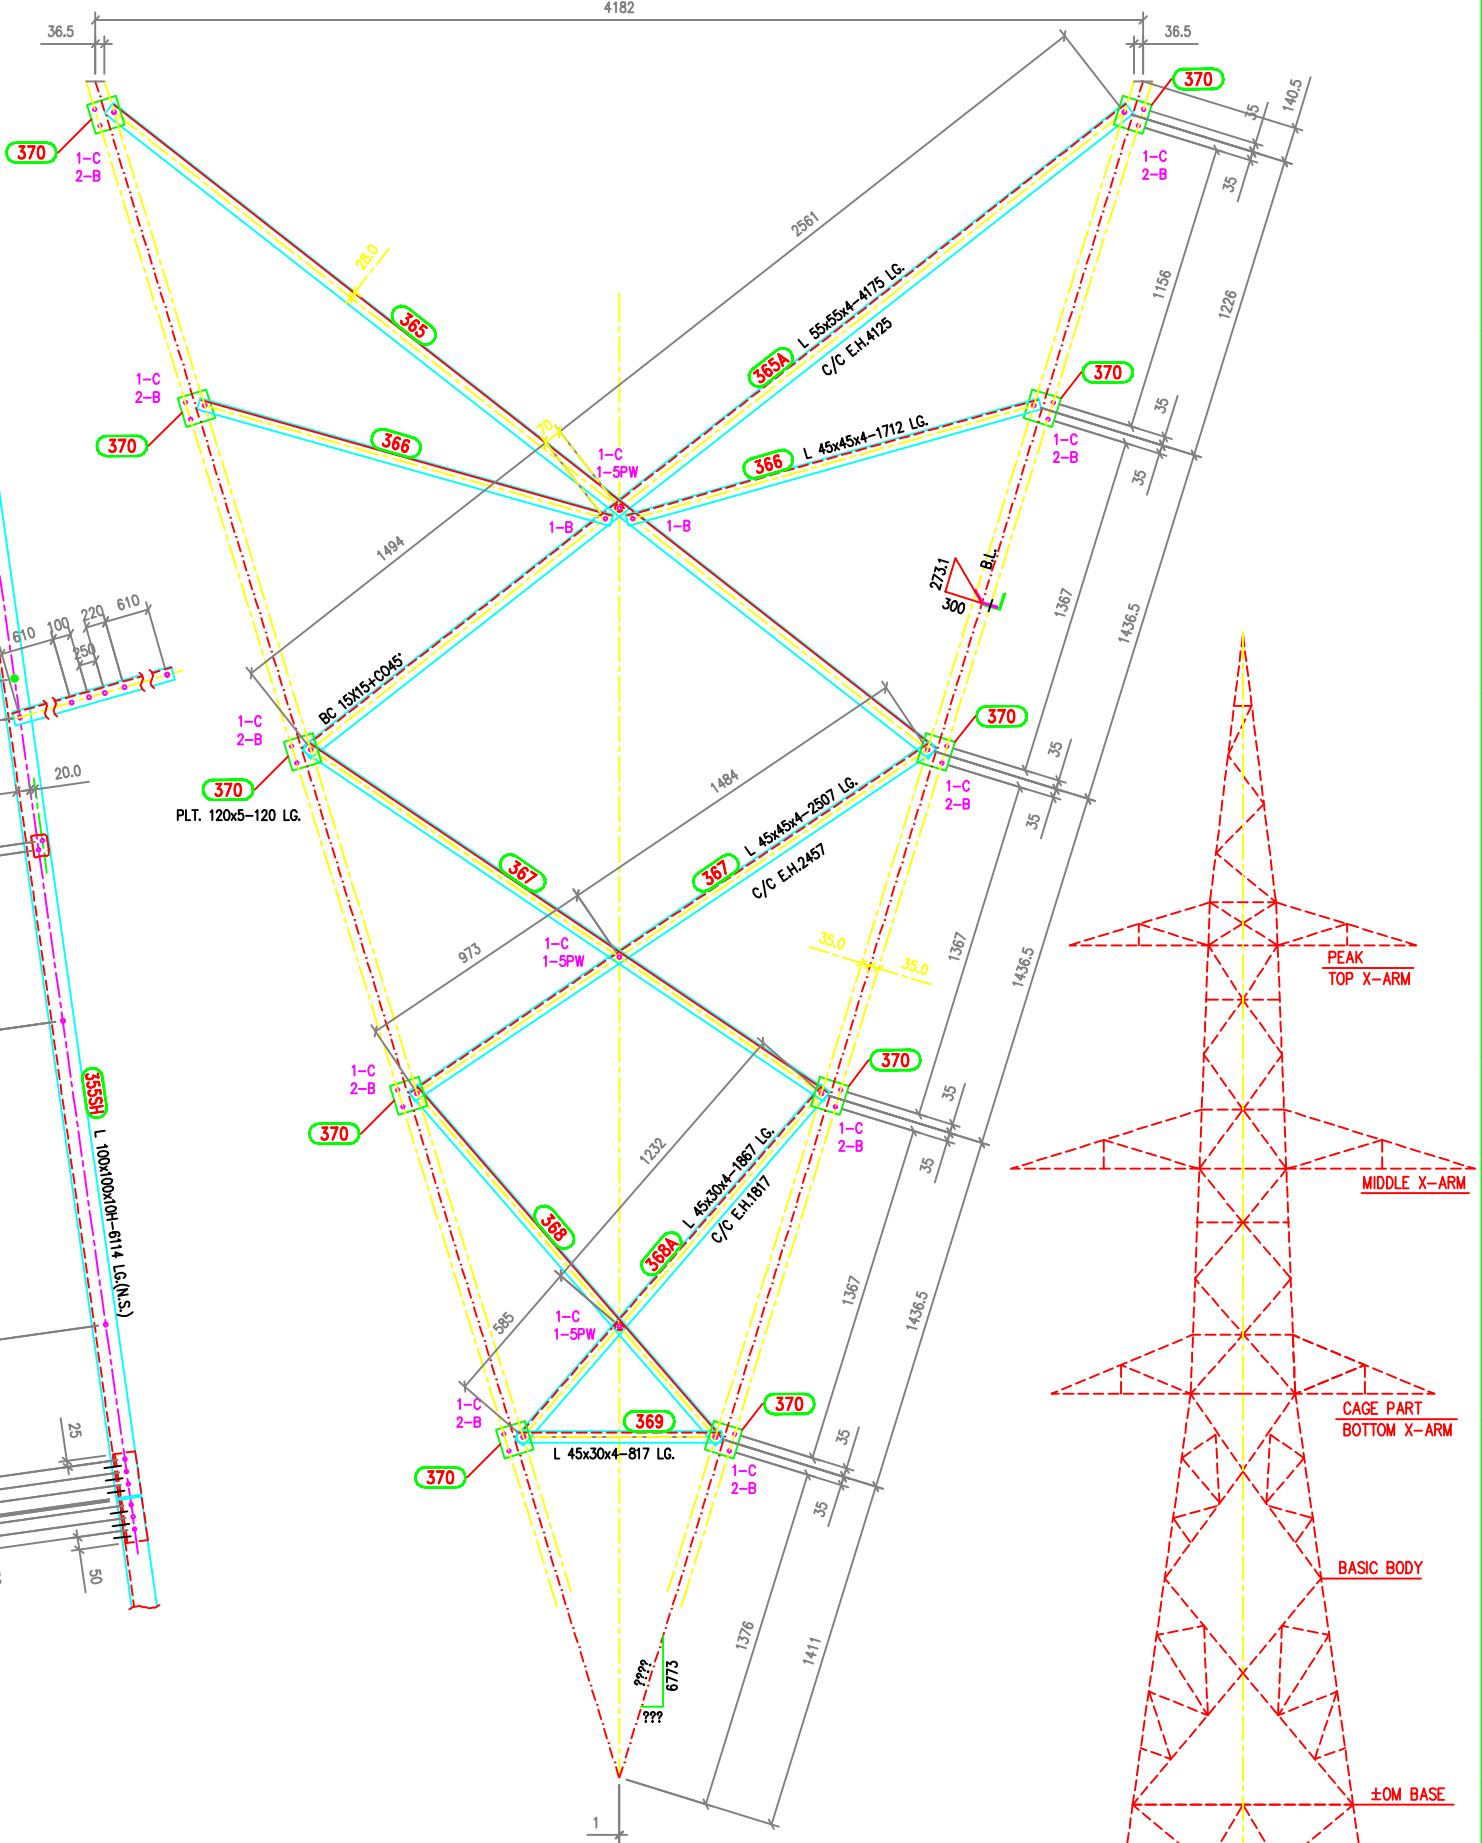 4182
36.5
36.5
370
370
1-C
2-B
1-C
2-B
35
140.5
35
2561
1156
1226
28.0
365
365A
L 55x55x4-4175 LG.
C/C E.H.4125
1-C
2-B
370
370
366
366
L 45x45x4-1712 LG.
35
1-C
2-B
35
70
1-C
1-5PW
1-B
1-B
1494
273.1
300
B.L.
1367
1436.5
610
100
220
610
250
BC 15X15+CO45°
1-C
2-B
370
370
PLT. 120x5-120 LG.
20.0
35
1-C
2-B
35
1484
L 45x45x4-2507 LG.
C/C E.H.2457
367
367
973
1-C
1-5PW
35.0
35.0
1367
1436.5
PEAK
TOP X-ARM
1-C
2-B
370
370
35
1-C
2-B
35
355SH
L 100x100x10H-6114 LG.(N.S.)
1232
L 45x30x4-1867 LG.
C/C E.H.1817
368
368A
MIDDLE X-ARM
585
1-C
1-5PW
1367
1436.5
1-C
2-B
369
L 45x30x4-817 LG.
370
370
35
1-C
2-B
35
CAGE PART
BOTTOM X-ARM
25
50
BASIC BODY
1376
1411
????
6773
???
±0M BASE
1